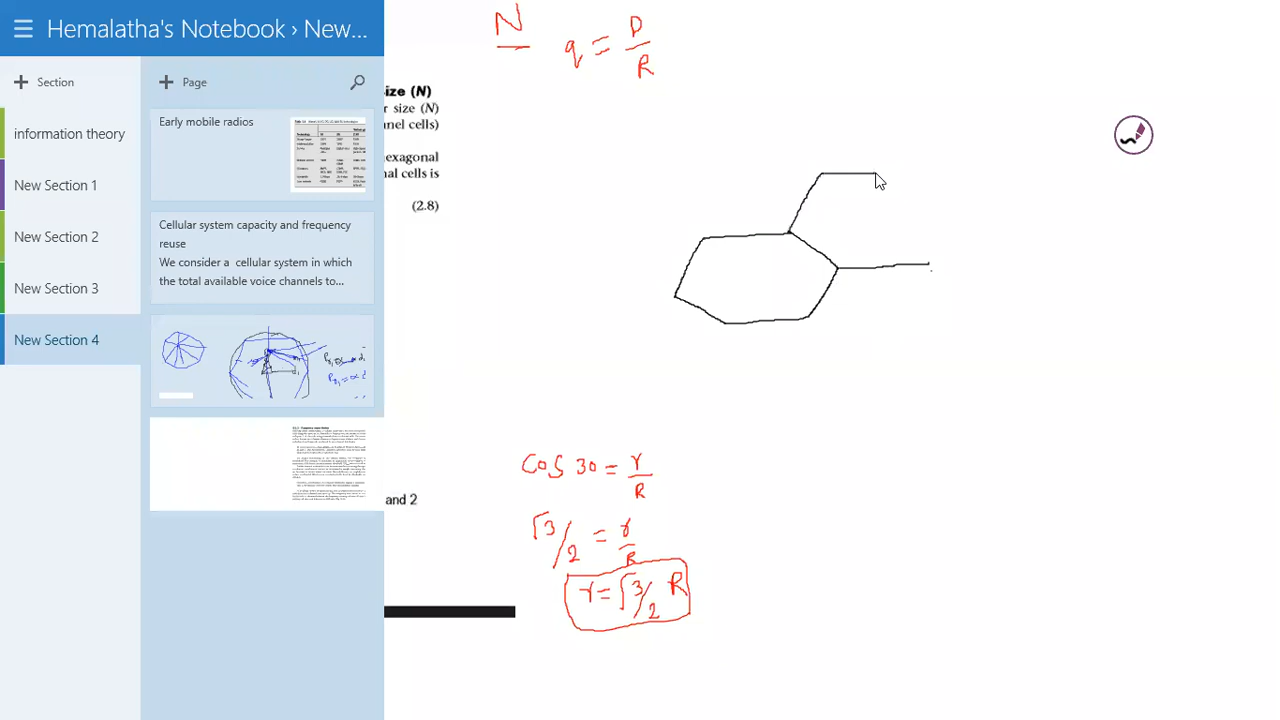 Hemalatha's Notebook › New...
+ Section
+ Page
information theory
New Section 1
New Section 2
New Section 3
New Section 4
Early mobile radios
Cellular system capacity and frequency
reuse
We consider a cellular system in which
the total available voice channels to...
N
q = D/R
size (N)
r size (N)
nel cells)
hexagonal
nal cells is
(2.8)
and 2
COS 30 = r/R
√3/2 = r/R
r = √3/2 R